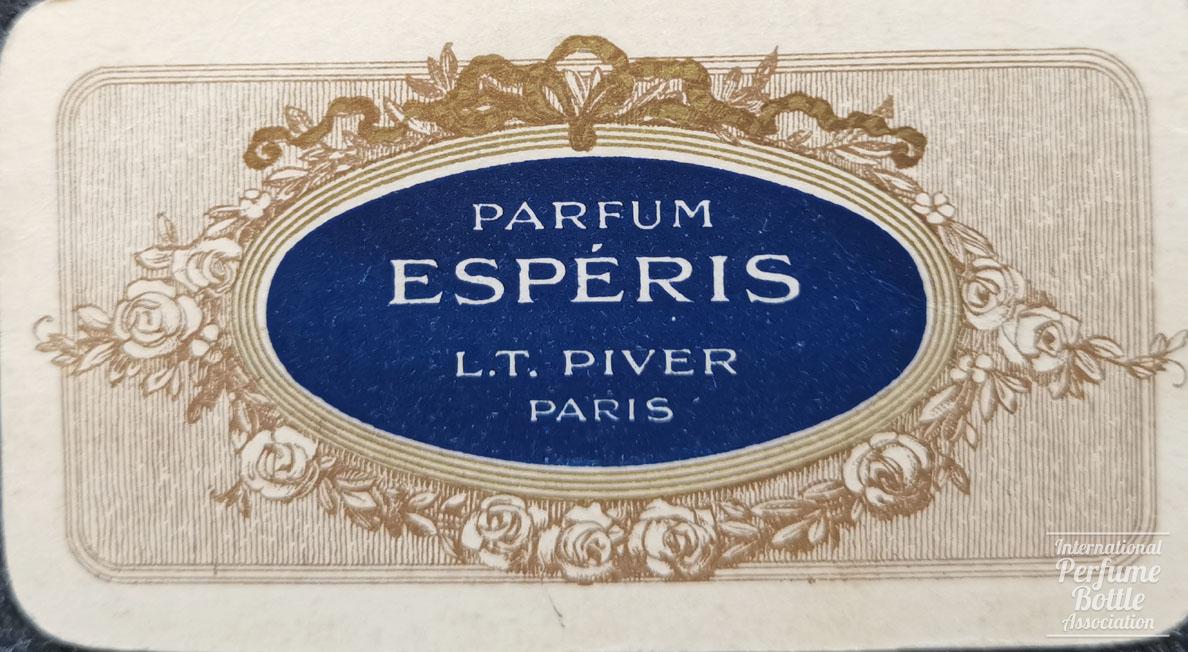 PARFUM
ESPÉRIS
L.T. PIVER
PARIS
International
Perfume
Bottle
Association